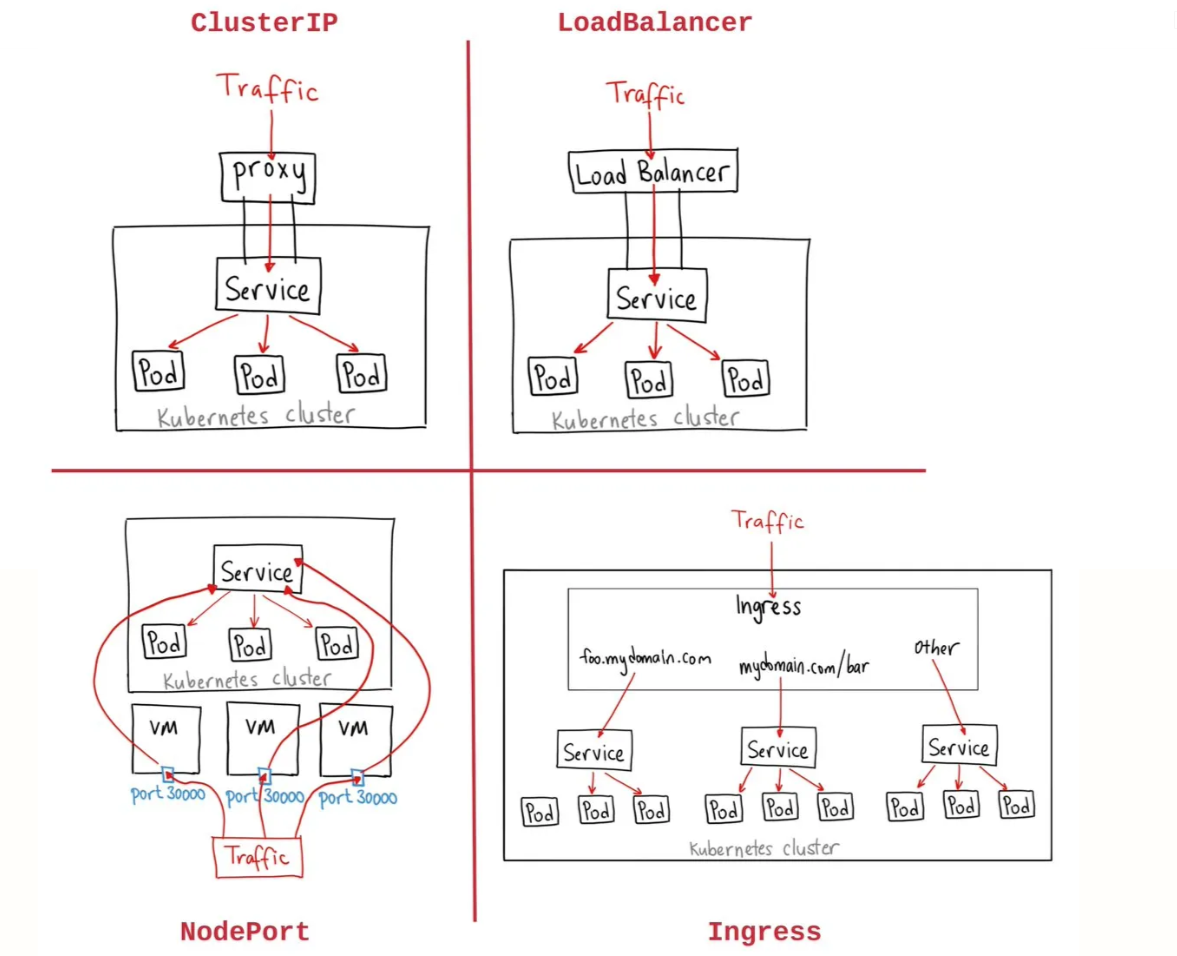 ClusterIP
Traffic
proxy
Service
Pod Pod Pod
Kubernetes cluster
LoadBalancer
Traffic
Load Balancer
Service
Pod Pod Pod
Kubernetes cluster
Service
Pod Pod Pod
Kubernetes cluster
VM VM VM
port 30000 port 30000 port 30000
Traffic
NodePort
Traffic
Ingress
foo.mydomain.com mydomain.com/bar Other
Service Service Service
Pod Pod Pod Pod Pod Pod Pod Pod Pod
Kubernetes cluster
Ingress